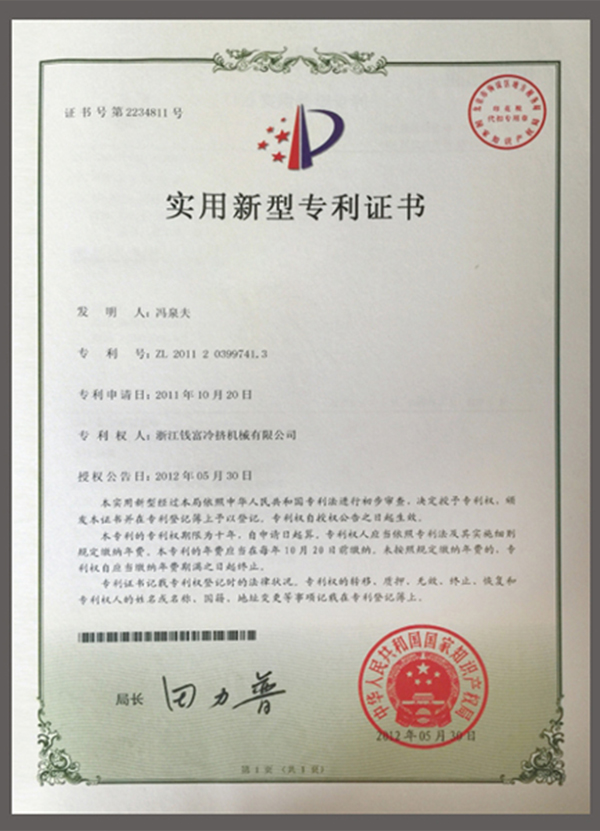 证书号第2234811号
印花税
代扣专用章
国家知识产权局
实用新型专利证书
发明人：冯泉夫
专利号：ZL 2011 2 0399741.3
专利申请日：2011年10月20日
专利权人：浙江钱富冷挤机械有限公司
授权公告日：2012年05月30日
本实用新型经过本局依照中华人民共和国专利法进行初步审查，决定授予专利权，颁
发本证书并在专利登记簿上予以登记。专利权自授权公告之日起生效。
本专利的专利权期限为十年，自申请日起算。专利权人应当依照专利法及其实施细则
规定缴纳年费。本专利的年费应当在每年10月20日前缴纳。未按照规定缴纳年费的，专
利权自应当缴纳年费期满之日起终止。
专利证书记载专利权登记时的法律状况。专利权的转移、质押、无效、终止、恢复和
专利权人的姓名或名称、国籍、地址变更等事项记载在专利登记簿上。
局长 田力普
中华人民共和国国家知识产权局
2012年05月30日
第1页（共1页）